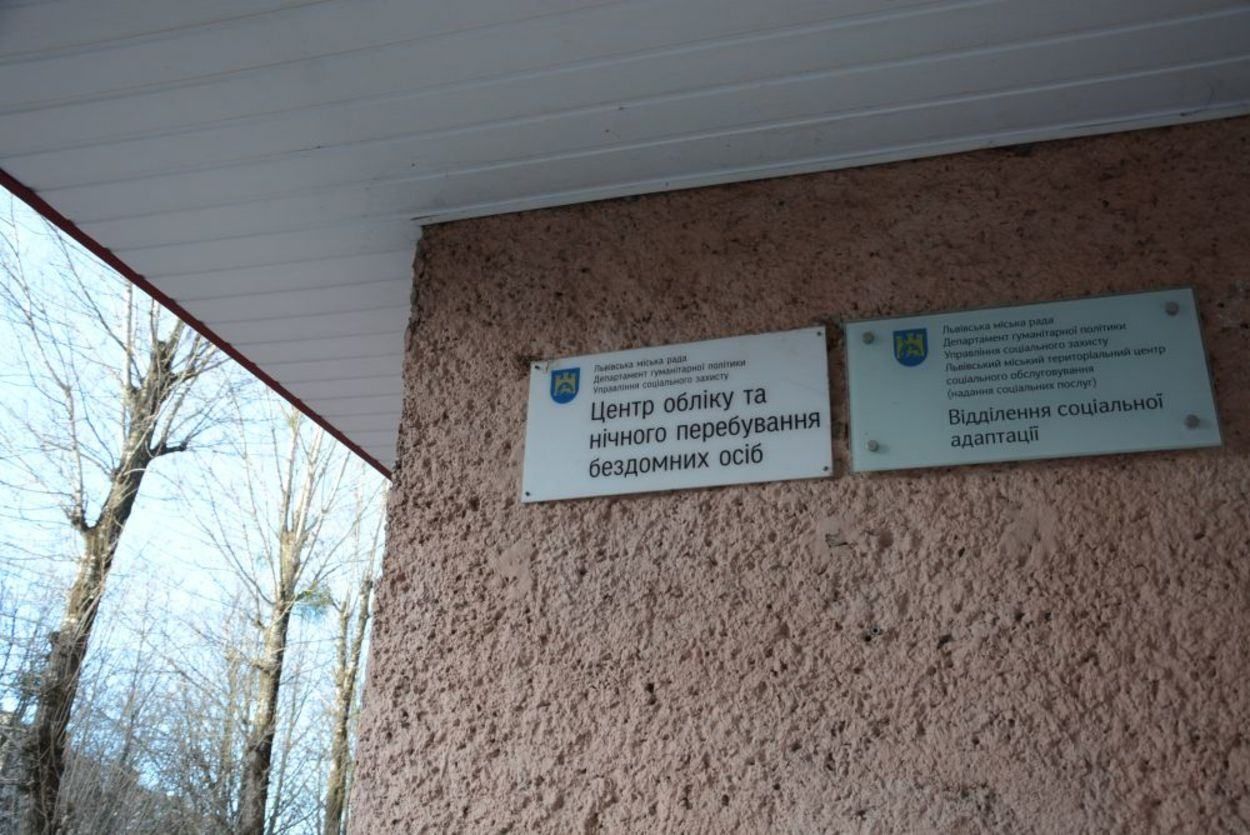 Львівська міська рада
Департамент гуманітарної політики
Управління соціального захисту
Центр обліку та
нічного перебування
бездомних осіб
Львівська міська рада
Департамент гуманітарної політики
Управління соціального захисту
Львівський міський територіальний центр
соціального обслуговування
(надання соціальних послуг)
Відділення соціальної
адаптації